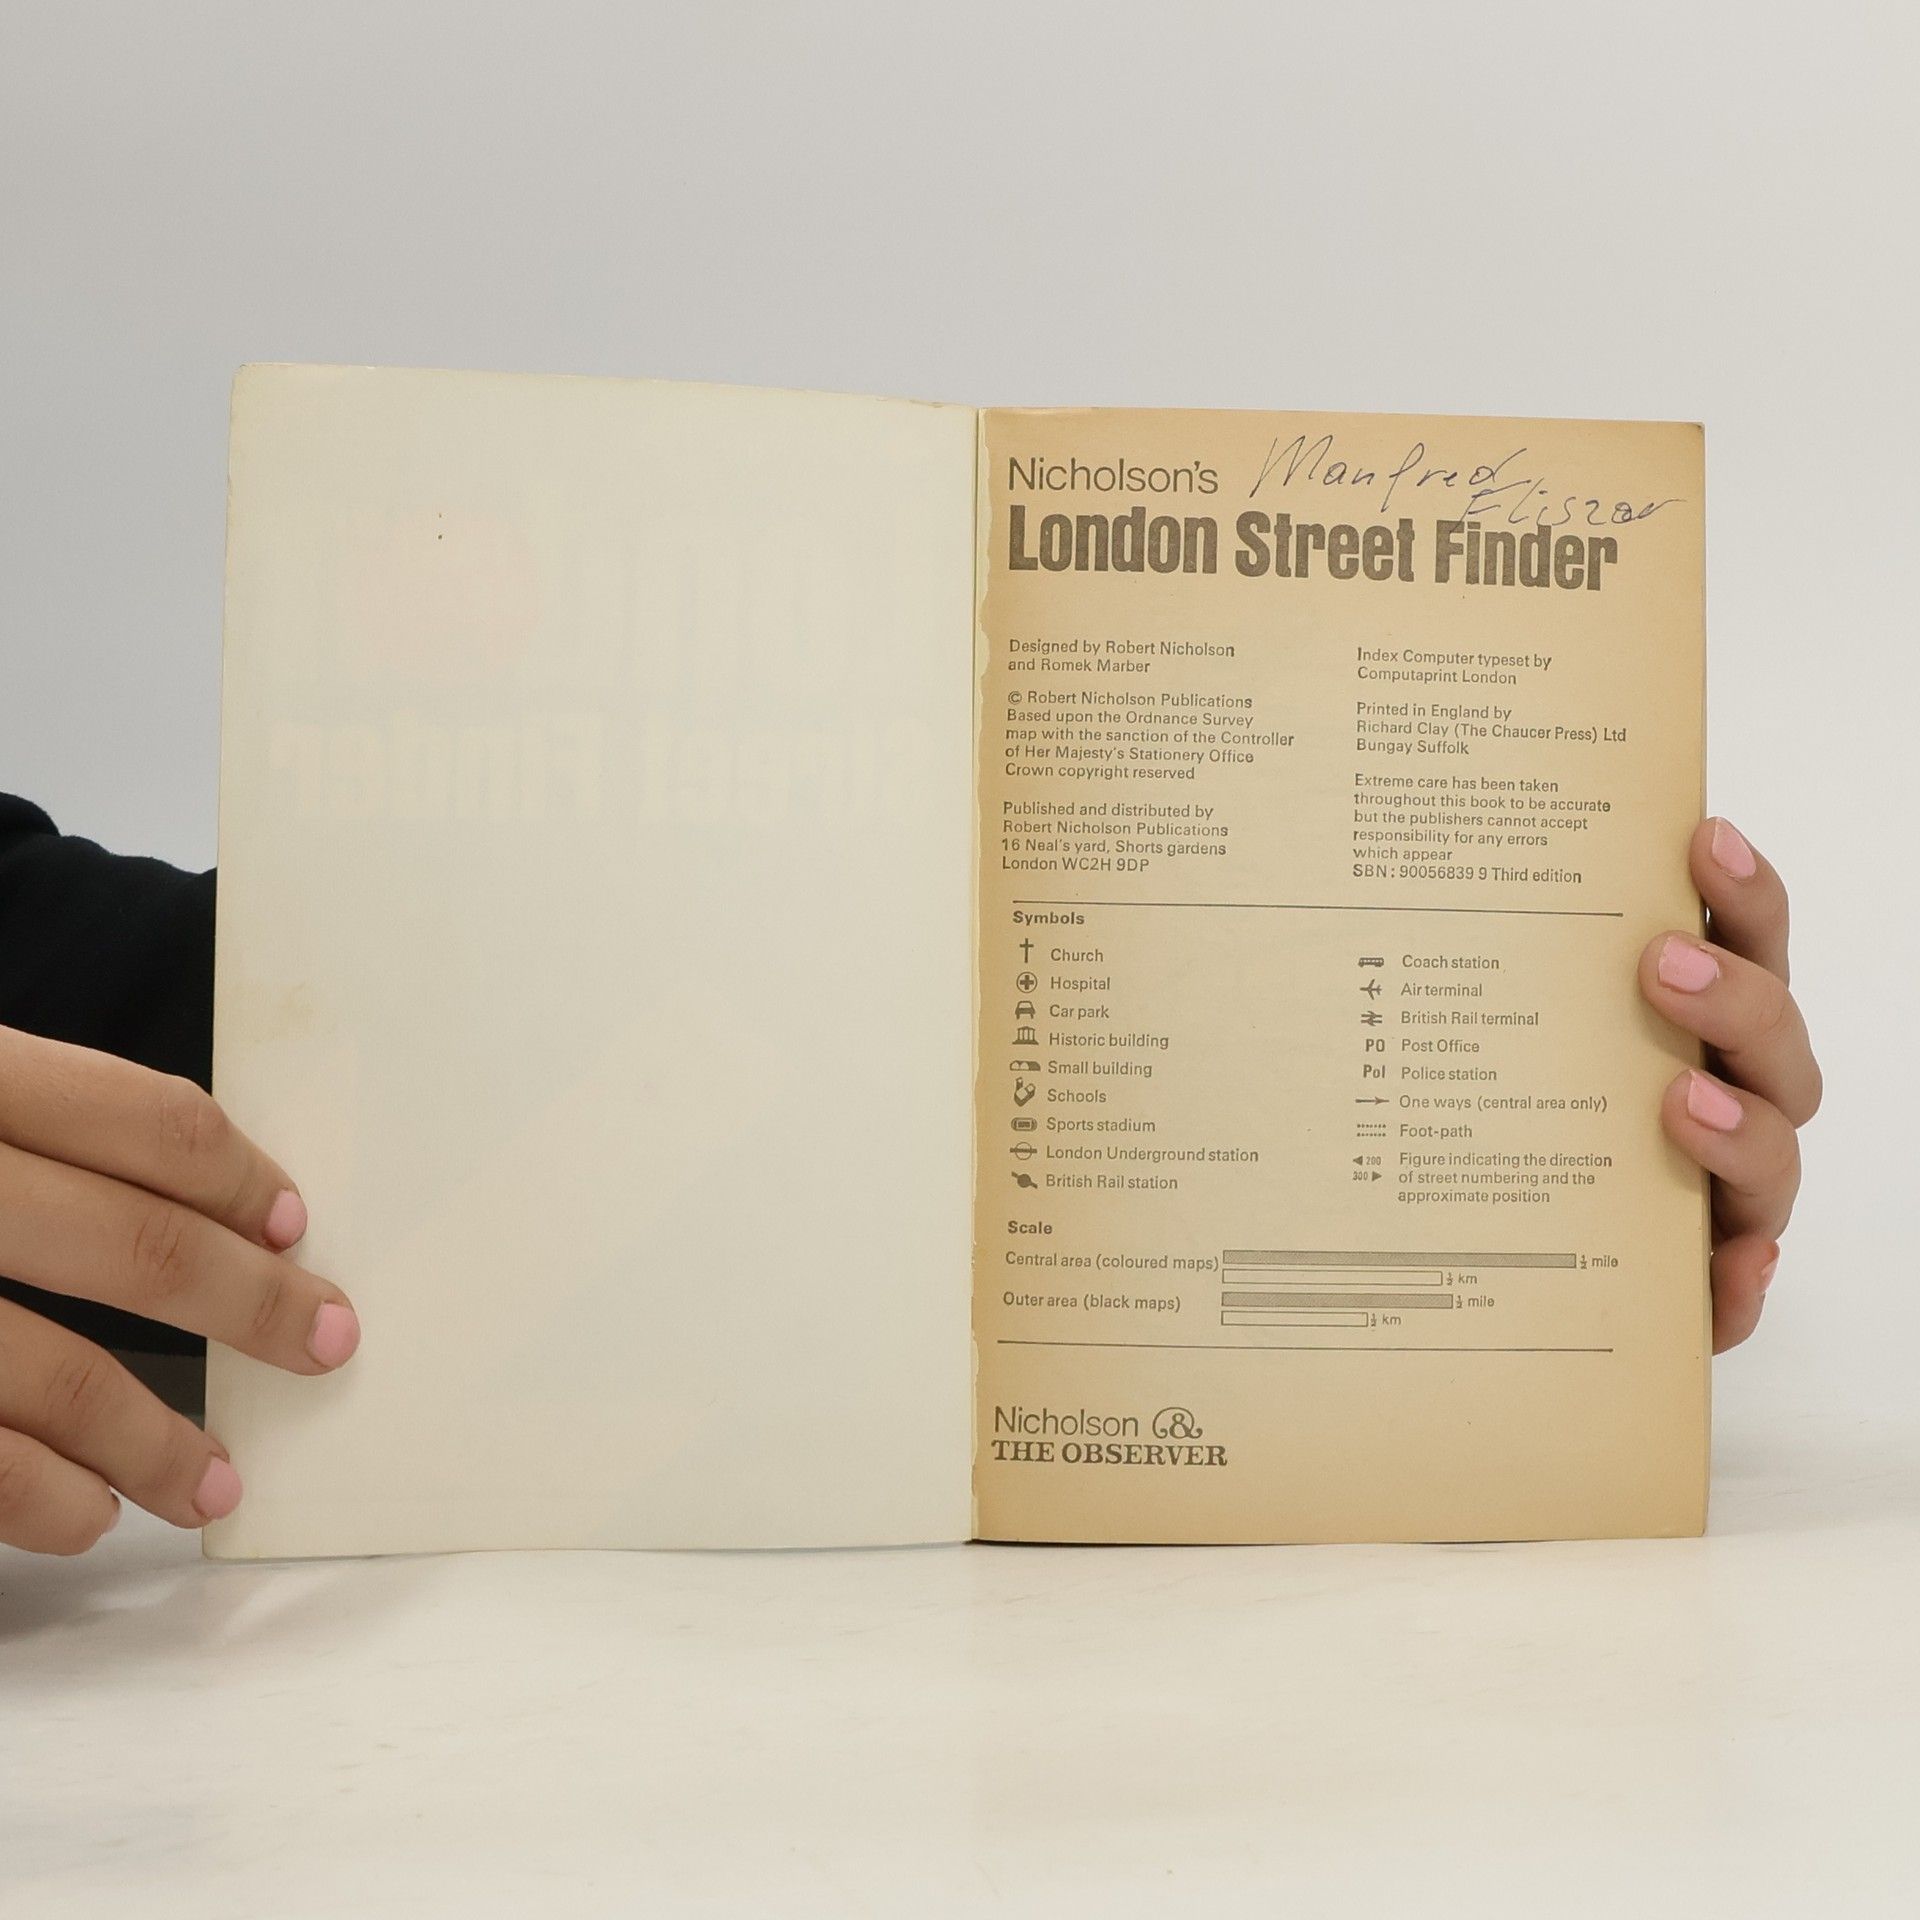 Nicholson's
Manfred
London Street Finder
Designed by Robert Nicholson
and Romek Marber
© Robert Nicholson Publications
Based upon the Ordnance Survey
map with the sanction of the Controller
of Her Majesty's Stationery Office
Crown copyright reserved
Published and distributed by
Robert Nicholson Publications
16 Neal's yard, Shorts gardens
London WC2H 9DP
Index Computer typeset by
Computaprint London
Printed in England by
Richard Clay (The Chaucer Press) Ltd
Bungay Suffolk
Extreme care has been taken
throughout this book to be accurate
but the publishers cannot accept
responsibility for any errors
which appear
SBN: 90056839 9 Third edition
Symbols
Church
Hospital
Car park
Historic building
Small building
Schools
Sports stadium
London Underground station
British Rail station
Coach station
Air terminal
British Rail terminal
PO Post Office
Pol Police station
One ways (central area only)
Foot-path
200 Figure indicating the direction
300 of street numbering and the
approximate position
Scale
Central area (coloured maps) ½ mile
½ km
Outer area (black maps) ½ mile
½ km
Nicholson &
THE OBSERVER